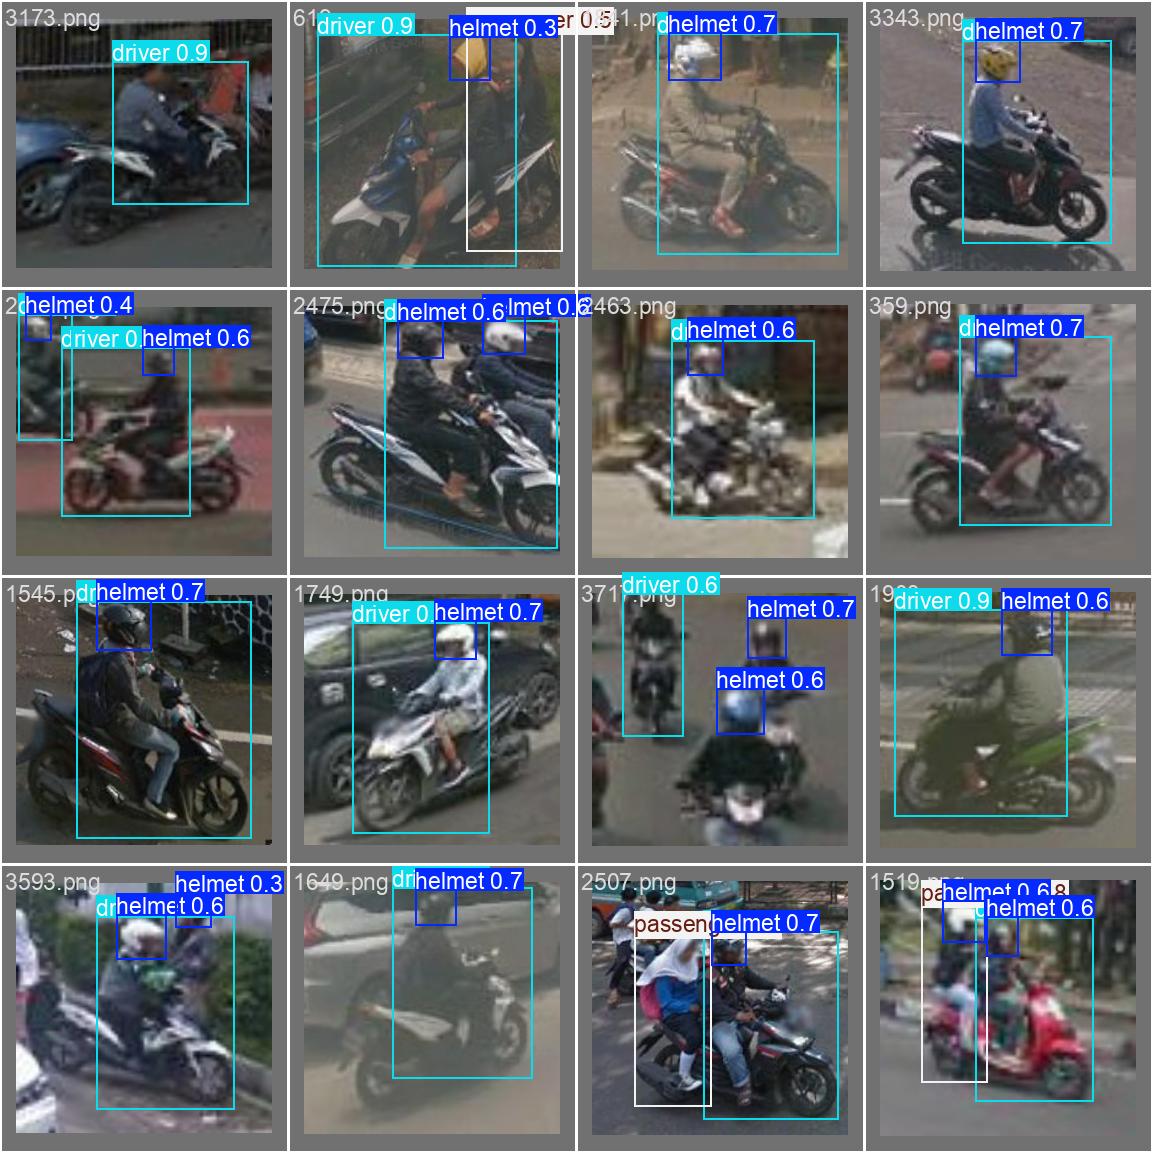 3173.png
driver 0.9
driver 0.9
helmet 0.3
helmet 0.7
3343.png
helmet 0.7
helmet 0.4
helmet 0.6
2475.png
helmet 0.6
2463.png
helmet 0.6
359.png
helmet 0.7
helmet 0.7
1749.png
helmet 0.7
driver 0.6
helmet 0.7
helmet 0.6
driver 0.9
helmet 0.6
3593.png
helmet 0.3
0.6
1649.png
helmet 0.7
2507.png
helmet 0.7
1519.png
helmet 0.6
helmet 0.6